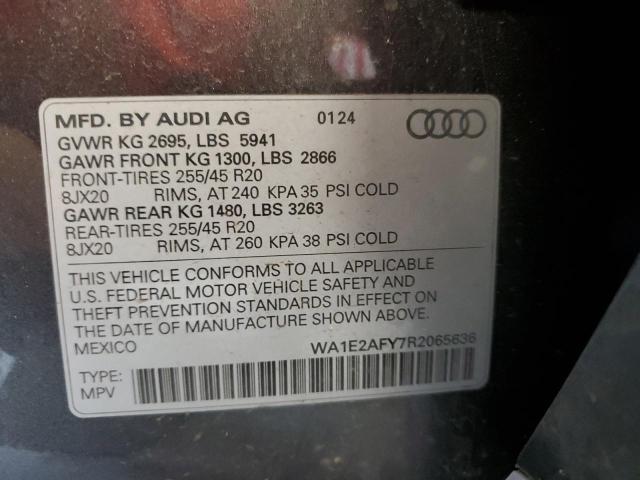 MFD. BY AUDI AG 01 24
GVWR KG 2695, LBS 5941
GAWR FRONT KG 1300, LBS 2866
FRONT-TIRES 255/45 R20
8JX20 RIMS, AT 240 KPA 35 PSI COLD
GAWR REAR KG 1480, LBS 3263
REAR-TIRES 255/45 R20
8JX20 RIMS, AT 260 KPA 38 PSI COLD
THIS VEHICLE CONFORMS TO ALL APPLICABLE
U.S. FEDERAL MOTOR VEHICLE SAFETY AND
THEFT PREVENTION STANDARDS IN EFFECT ON
THE DATE OF MANUFACTURE SHOWN ABOVE.
MEXICO WA1E2AFY7R2065636
TYPE:
MPV